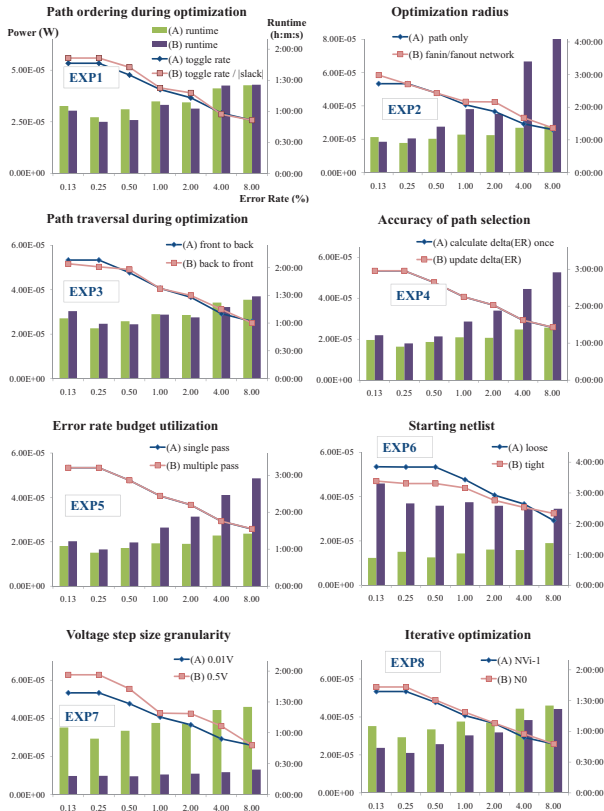 Path ordering during optimization
Power (W)
Runtime
(h:m:s)
(A) runtime
(B) runtime
(A) toggle rate
(B) toggle rate / |slack|
EXP1
5.00E-05
2.50E-05
0.00E+00
2:00:00
1:30:00
1:00:00
0:30:00
0:00:00
0.13 0.25 0.50 1.00 2.00 4.00 8.00
Error Rate (%)
Optimization radius
(A) path only
(B) fanin/fanout network
EXP2
8.00E-05
6.00E-05
4.00E-05
2.00E-05
0.00E+00
4:00:00
3:00:00
2:00:00
1:00:00
0:00:00
0.13 0.25 0.50 1.00 2.00 4.00 8.00
Path traversal during optimization
(A) front to back
(B) back to front
EXP3
6.00E-05
4.00E-05
2.00E-05
0.00E+00
2:00:00
1:30:00
1:00:00
0:30:00
0:00:00
0.13 0.25 0.50 1.00 2.00 4.00 8.00
Accuracy of path selection
(A) calculate delta(ER) once
(B) update delta(ER)
EXP4
6.00E-05
4.00E-05
2.00E-05
0.00E+00
3:00:00
2:00:00
1:00:00
0:00:00
0.13 0.25 0.50 1.00 2.00 4.00 8.00
Error rate budget utilization
(A) single pass
(B) multiple pass
EXP5
6.00E-05
4.00E-05
2.00E-05
0.00E+00
3:00:00
2:00:00
1:00:00
0:00:00
0.13 0.25 0.50 1.00 2.00 4.00 8.00
Starting netlist
EXP6
(A) loose
(B) tight
6.00E-05
4.00E-05
2.00E-05
0.00E+00
4:00:00
3:00:00
2:00:00
1:00:00
0:00:00
0.13 0.25 0.50 1.00 2.00 4.00 8.00
Voltage step size granularity
(A) 0.01V
(B) 0.5V
EXP7
6.00E-05
4.00E-05
2.00E-05
0.00E+00
2:00:00
1:30:00
1:00:00
0:30:00
0:00:00
0.13 0.25 0.50 1.00 2.00 4.00 8.00
Iterative optimization
EXP8
(A) NVi-1
(B) N0
6.00E-05
4.00E-05
2.00E-05
0.00E+00
2:00:00
1:30:00
1:00:00
0:30:00
0:00:00
0.13 0.25 0.50 1.00 2.00 4.00 8.00